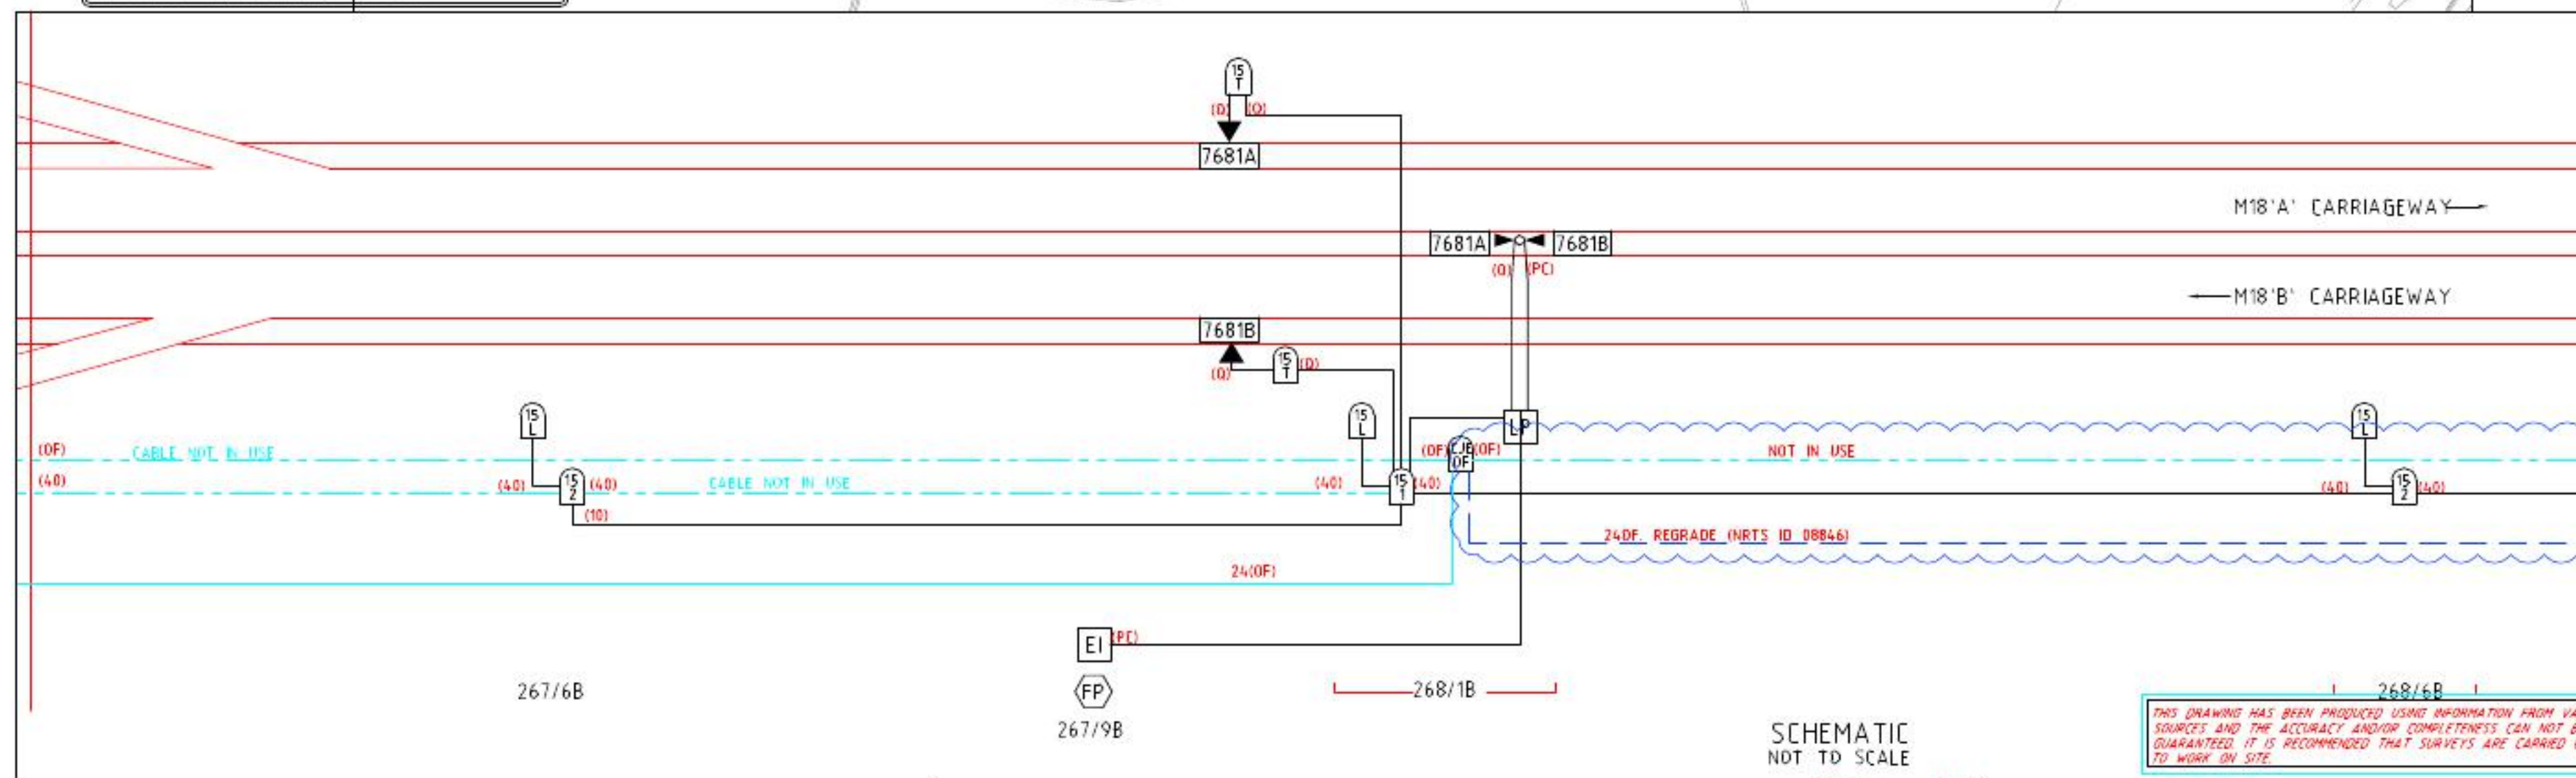 15
T
(Q) (Q)
7681A
M18'A' CARRIAGEWAY
7681A 7681B
(Q) (PC)
M18'B' CARRIAGEWAY
7681B
15
T
(Q) (Q)
15
L
15
L
LP
15
L
(OF) CABLE NOT IN USE (OF) CJE
OF (OF) NOT IN USE
(40) (40) 15
2 (40) CABLE NOT IN USE (40) 15
1 (40) (40) 15
2 (40)
(10)
24OF. REGRADE (NRTS ID 08846)
24(OF)
EI (PC)
267/6B FP 268/1B 268/6B
267/9B
SCHEMATIC
NOT TO SCALE
THIS DRAWING HAS BEEN PRODUCED USING INFORMATION FROM VA
SOURCES AND THE ACCURACY AND/OR COMPLETENESS CAN NOT B
GUARANTEED. IT IS RECOMMENDED THAT SURVEYS ARE CARRIED
TO WORK ON SITE.